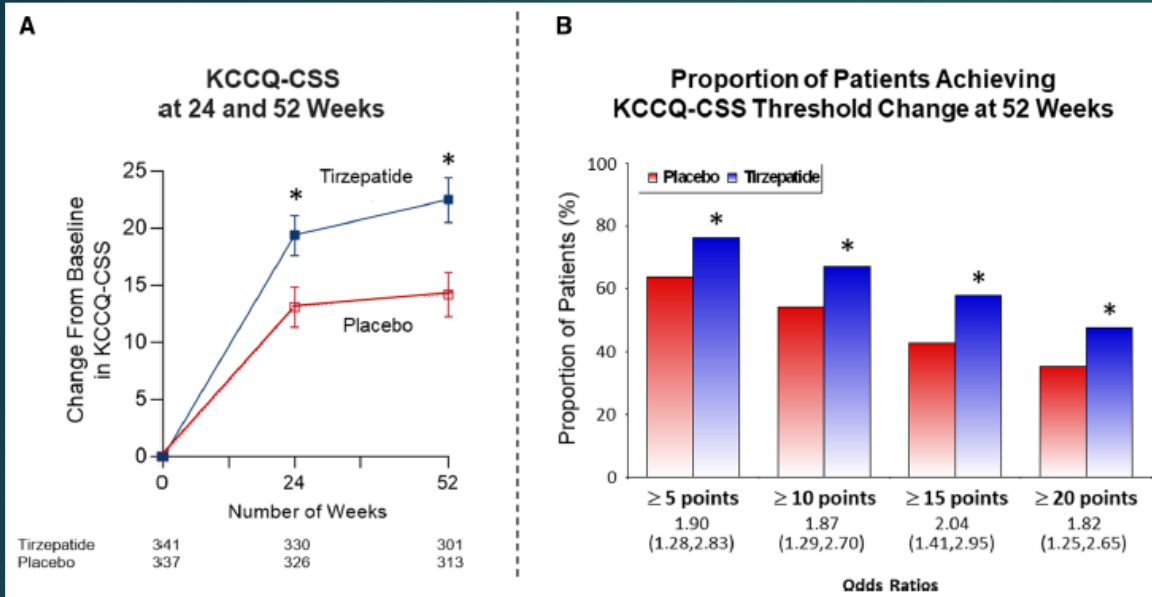 A
KCCQ-CSS
at 24 and 52 Weeks
Change From Baseline
in KCCQ-CSS
25
20
15
10
5
0
*
*
Tirzepatide
Placebo
0 24 52
Number of Weeks
Tirzepatide 341 330 301
Placebo 337 326 313
B
Proportion of Patients Achieving
KCCQ-CSS Threshold Change at 52 Weeks
Proportion of Patients (%)
100
80
60
40
20
0
Placebo Tirzepatide
* * * *
≥ 5 points ≥ 10 points ≥ 15 points ≥ 20 points
1.90 1.87 2.04 1.82
(1.28,2.83) (1.29,2.70) (1.41,2.95) (1.25,2.65)
Odds Ratios